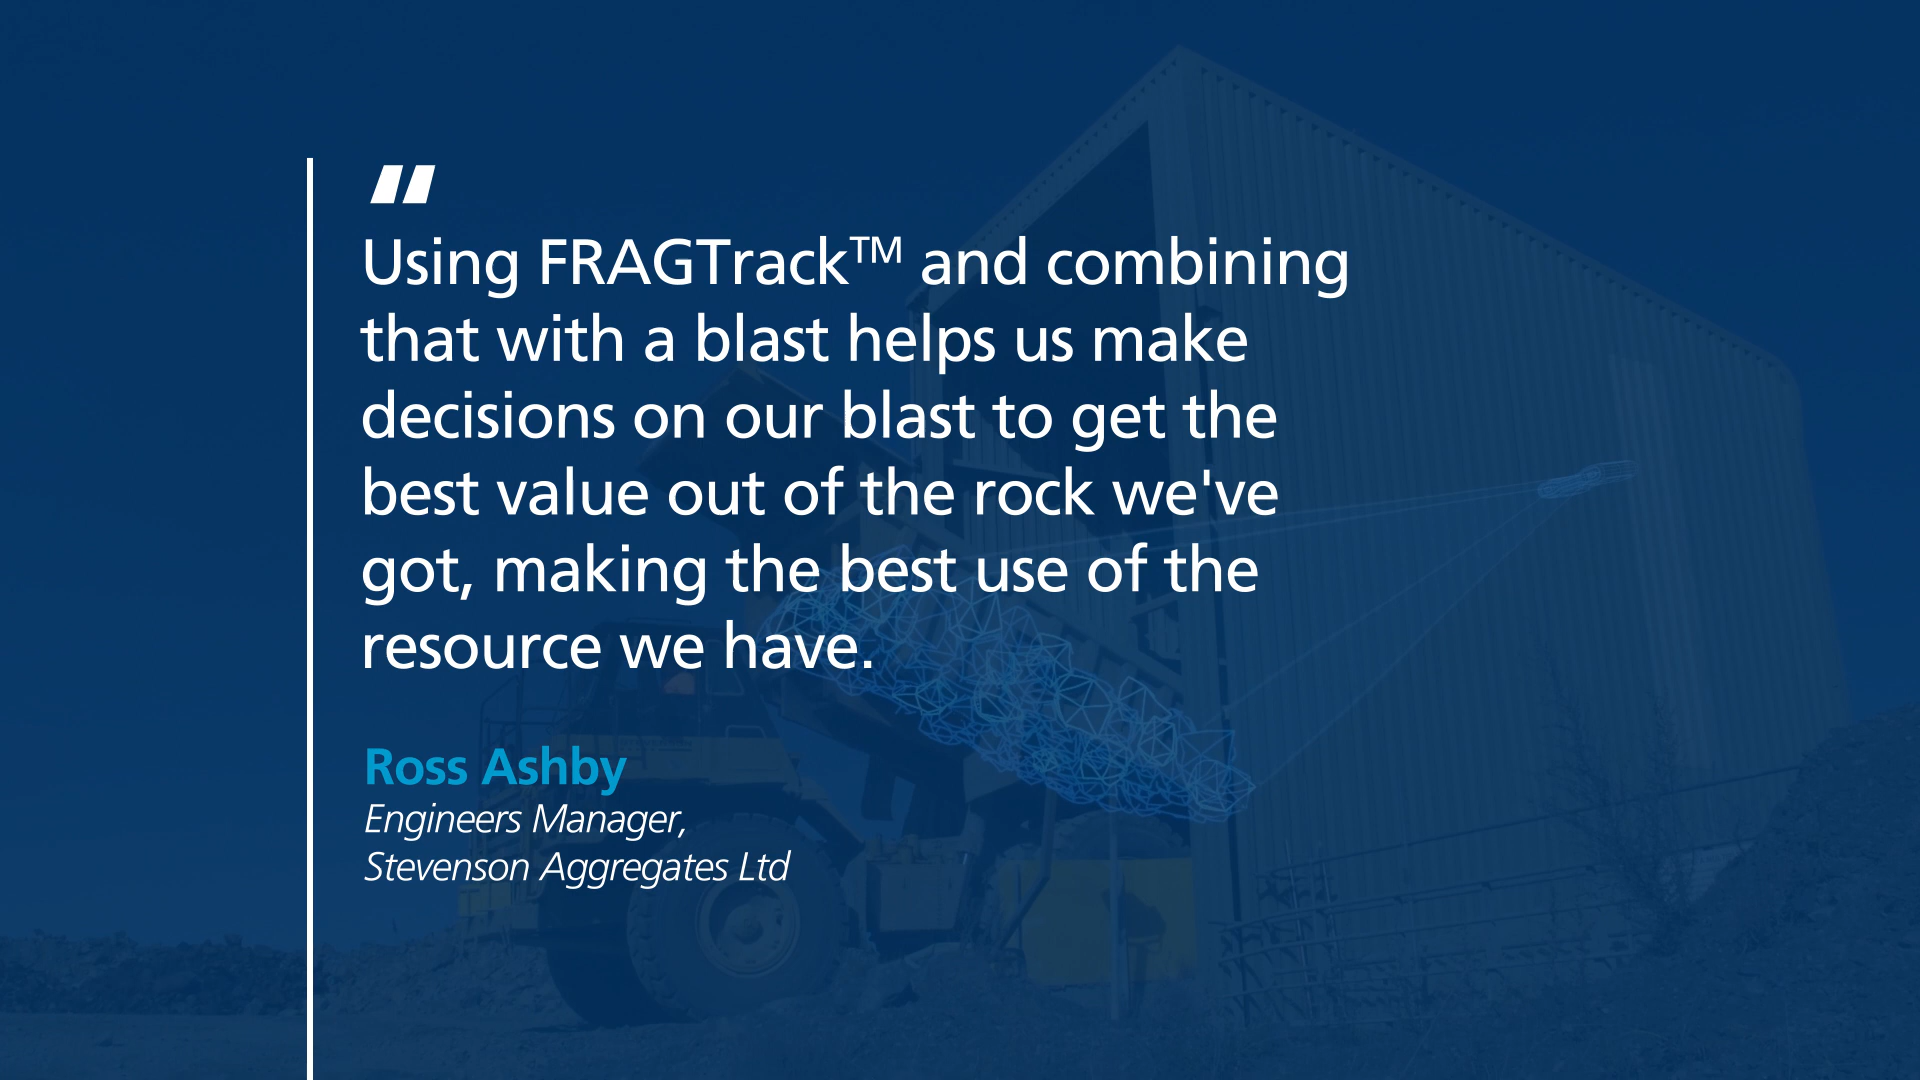 “
Using FRAGTrack™ and combining
that with a blast helps us make
decisions on our blast to get the
best value out of the rock we've
got, making the best use of the
resource we have.
Ross Ashby
Engineers Manager,
Stevenson Aggregates Ltd